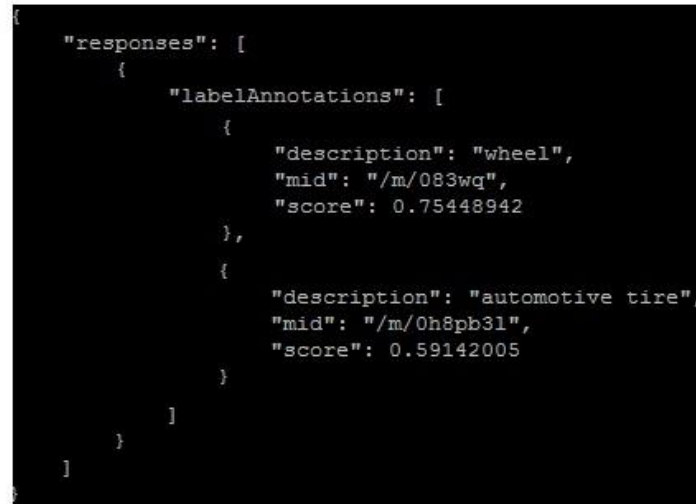 {
"responses": [
{
"labelAnnotations": [
{
"description": "wheel",
"mid": "/m/083wq",
"score": 0.75448942
},
{
"description": "automotive tire",
"mid": "/m/0h8pb3l",
"score": 0.59142005
}
]
}
]
}